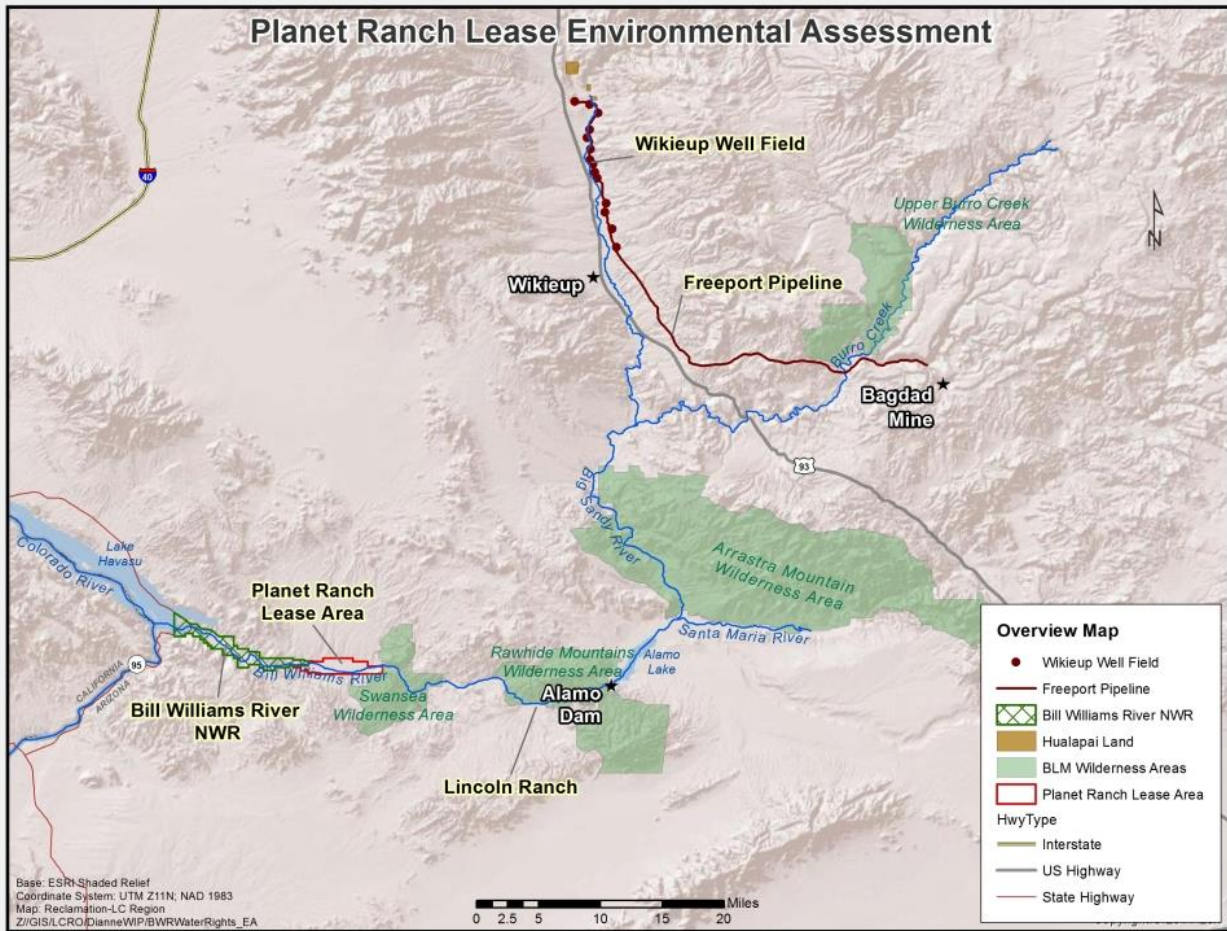 Planet Ranch Lease Environmental Assessment
Wikieup Well Field
40
Upper Burro Creek
Wilderness Area
N
Wikieup
Freeport Pipeline
Burro Creek
Bagdad
Mine
93
Big
Sandy River
Arrastra Mountain
Wilderness Area
Lake
Havasu
Colorado River
Planet Ranch
Lease Area
Santa Maria River
Rawhide Mountains
Wilderness Area
Alamo
Lake
95
CALIFORNIA
ARIZONA
Bill Williams River
Swansea
Wilderness Area
Alamo
Dam
Bill Williams River
NWR
Lincoln Ranch
Overview Map
Wikieup Well Field
Freeport Pipeline
Bill Williams River NWR
Hualapai Land
BLM Wilderness Areas
Planet Ranch Lease Area
HwyType
Interstate
US Highway
State Highway
Base: ESRI Shaded Relief
Coordinate System: UTM Z11N; NAD 1983
Map: Reclamation-LC Region
Z//GIS/LCRO/DianneWIP/BWRWaterRights_EA
Miles
0 2.5 5 10 15 20